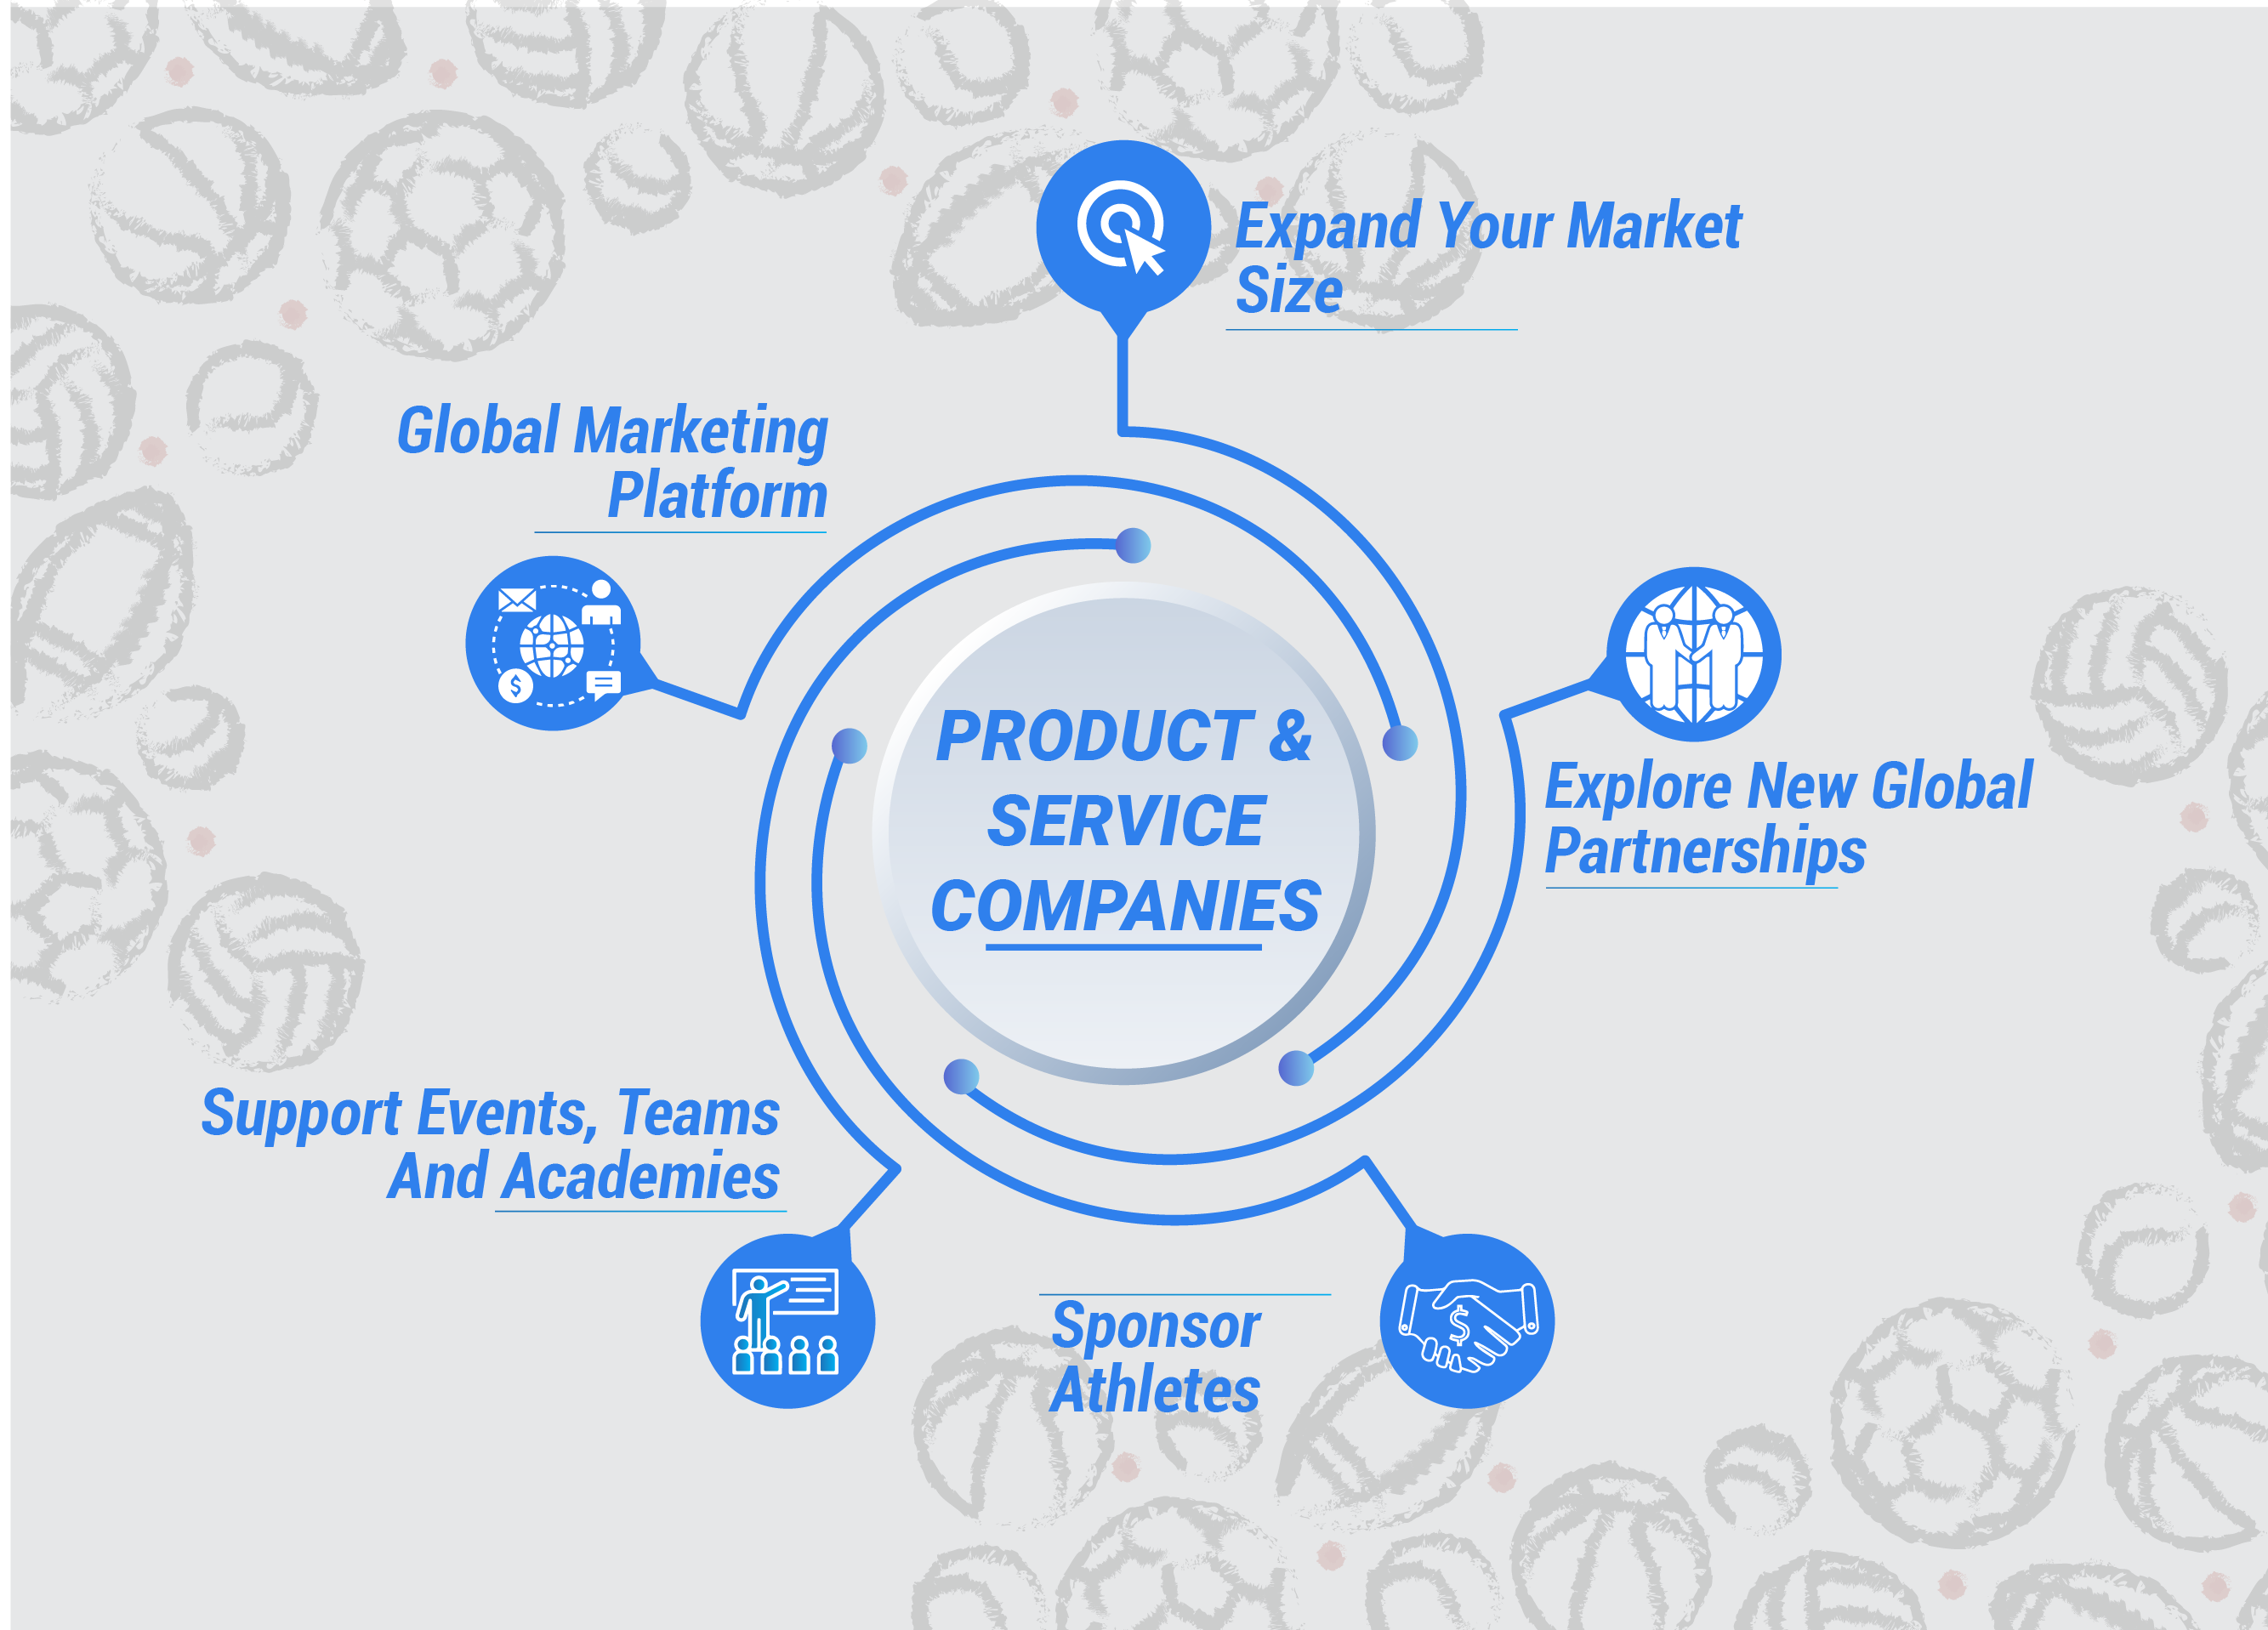 Expand Your Market
Size
Global Marketing
Platform
PRODUCT &
SERVICE
COMPANIES
Explore New Global
Partnerships
Support Events, Teams
And Academies
Sponsor
Athletes
$
$